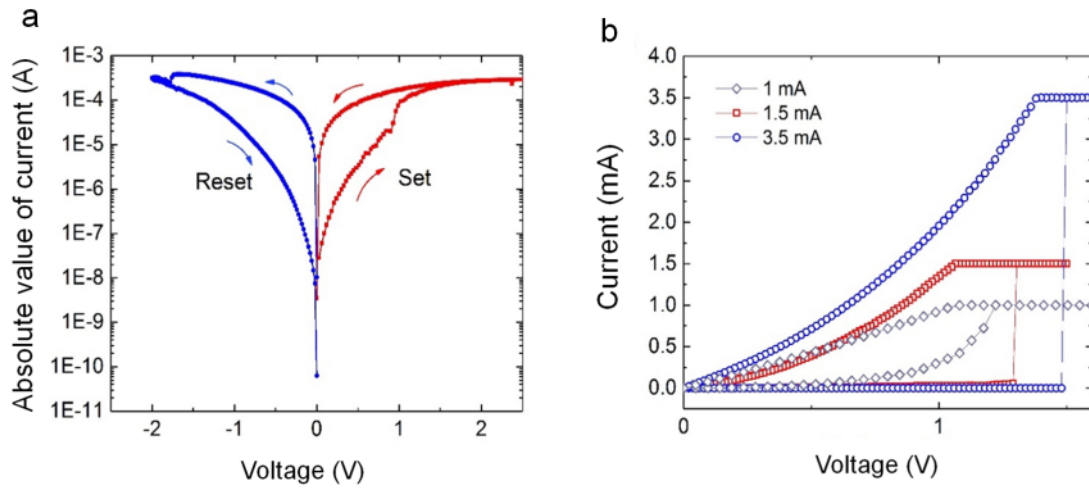 a
Absolute value of current (A)
1E-3
1E-4
1E-5
1E-6
1E-7
1E-8
1E-9
1E-10
1E-11
Reset
Set
-2
-1
0
1
2
Voltage (V)
b
Current (mA)
4.0
3.5
3.0
2.5
2.0
1.5
1.0
0.5
0.0
1 mA
1.5 mA
3.5 mA
0
1
Voltage (V)